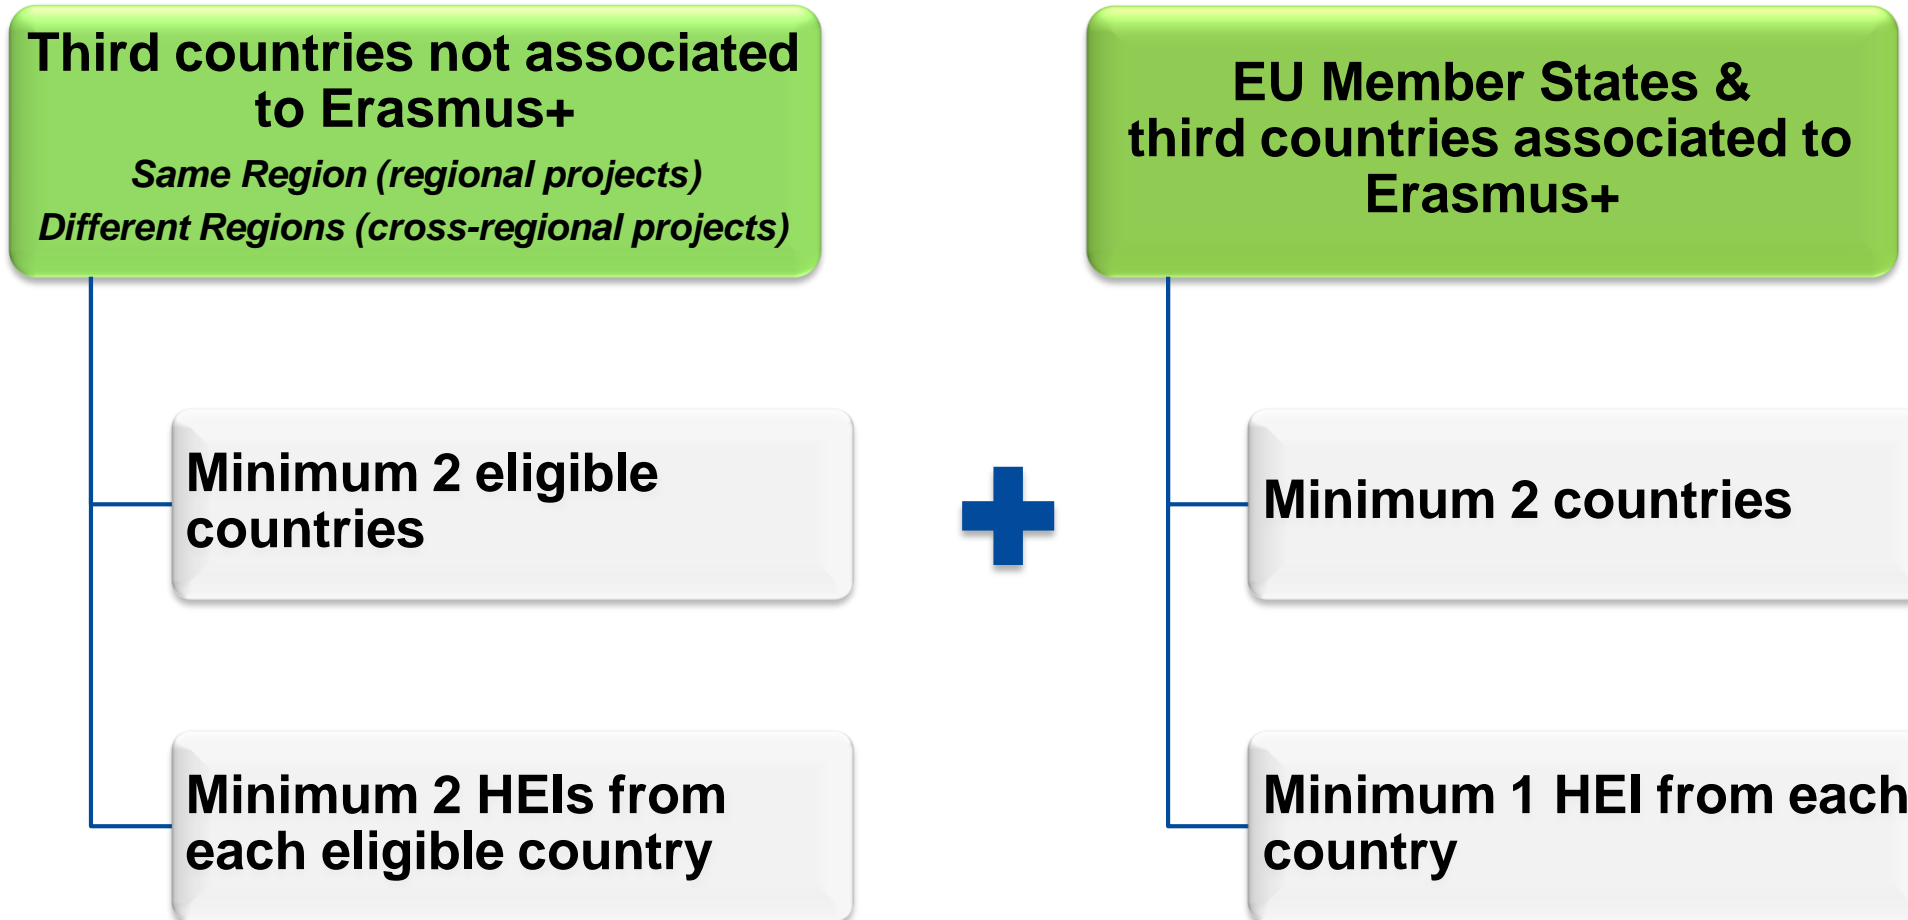 Third countries not associated
to Erasmus+
Same Region (regional projects)
Different Regions (cross-regional projects)
Minimum 2 eligible
countries
Minimum 2 HEIs from
each eligible country
EU Member States &
third countries associated to
Erasmus+
Minimum 2 countries
Minimum 1 HEI from each
country